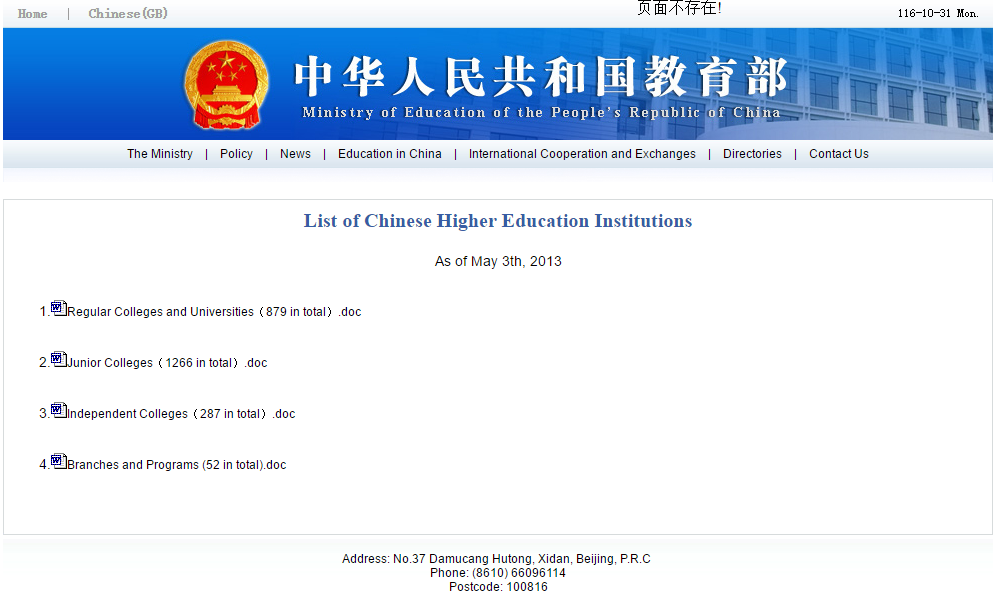 Home | Chinese(GB) 页面不存在! 116-10-31 Mon.
中华人民共和国教育部
Ministry of Education of the People's Republic of China
The Ministry | Policy | News | Education in China | International Cooperation and Exchanges | Directories | Contact Us
List of Chinese Higher Education Institutions
As of May 3th, 2013
1.Regular Colleges and Universities（879 in total）.doc
2.Junior Colleges（1266 in total）.doc
3.Independent Colleges（287 in total）.doc
4.Branches and Programs (52 in total).doc
Address: No.37 Damucang Hutong, Xidan, Beijing, P.R.C
Phone: (8610) 66096114
Postcode: 100816